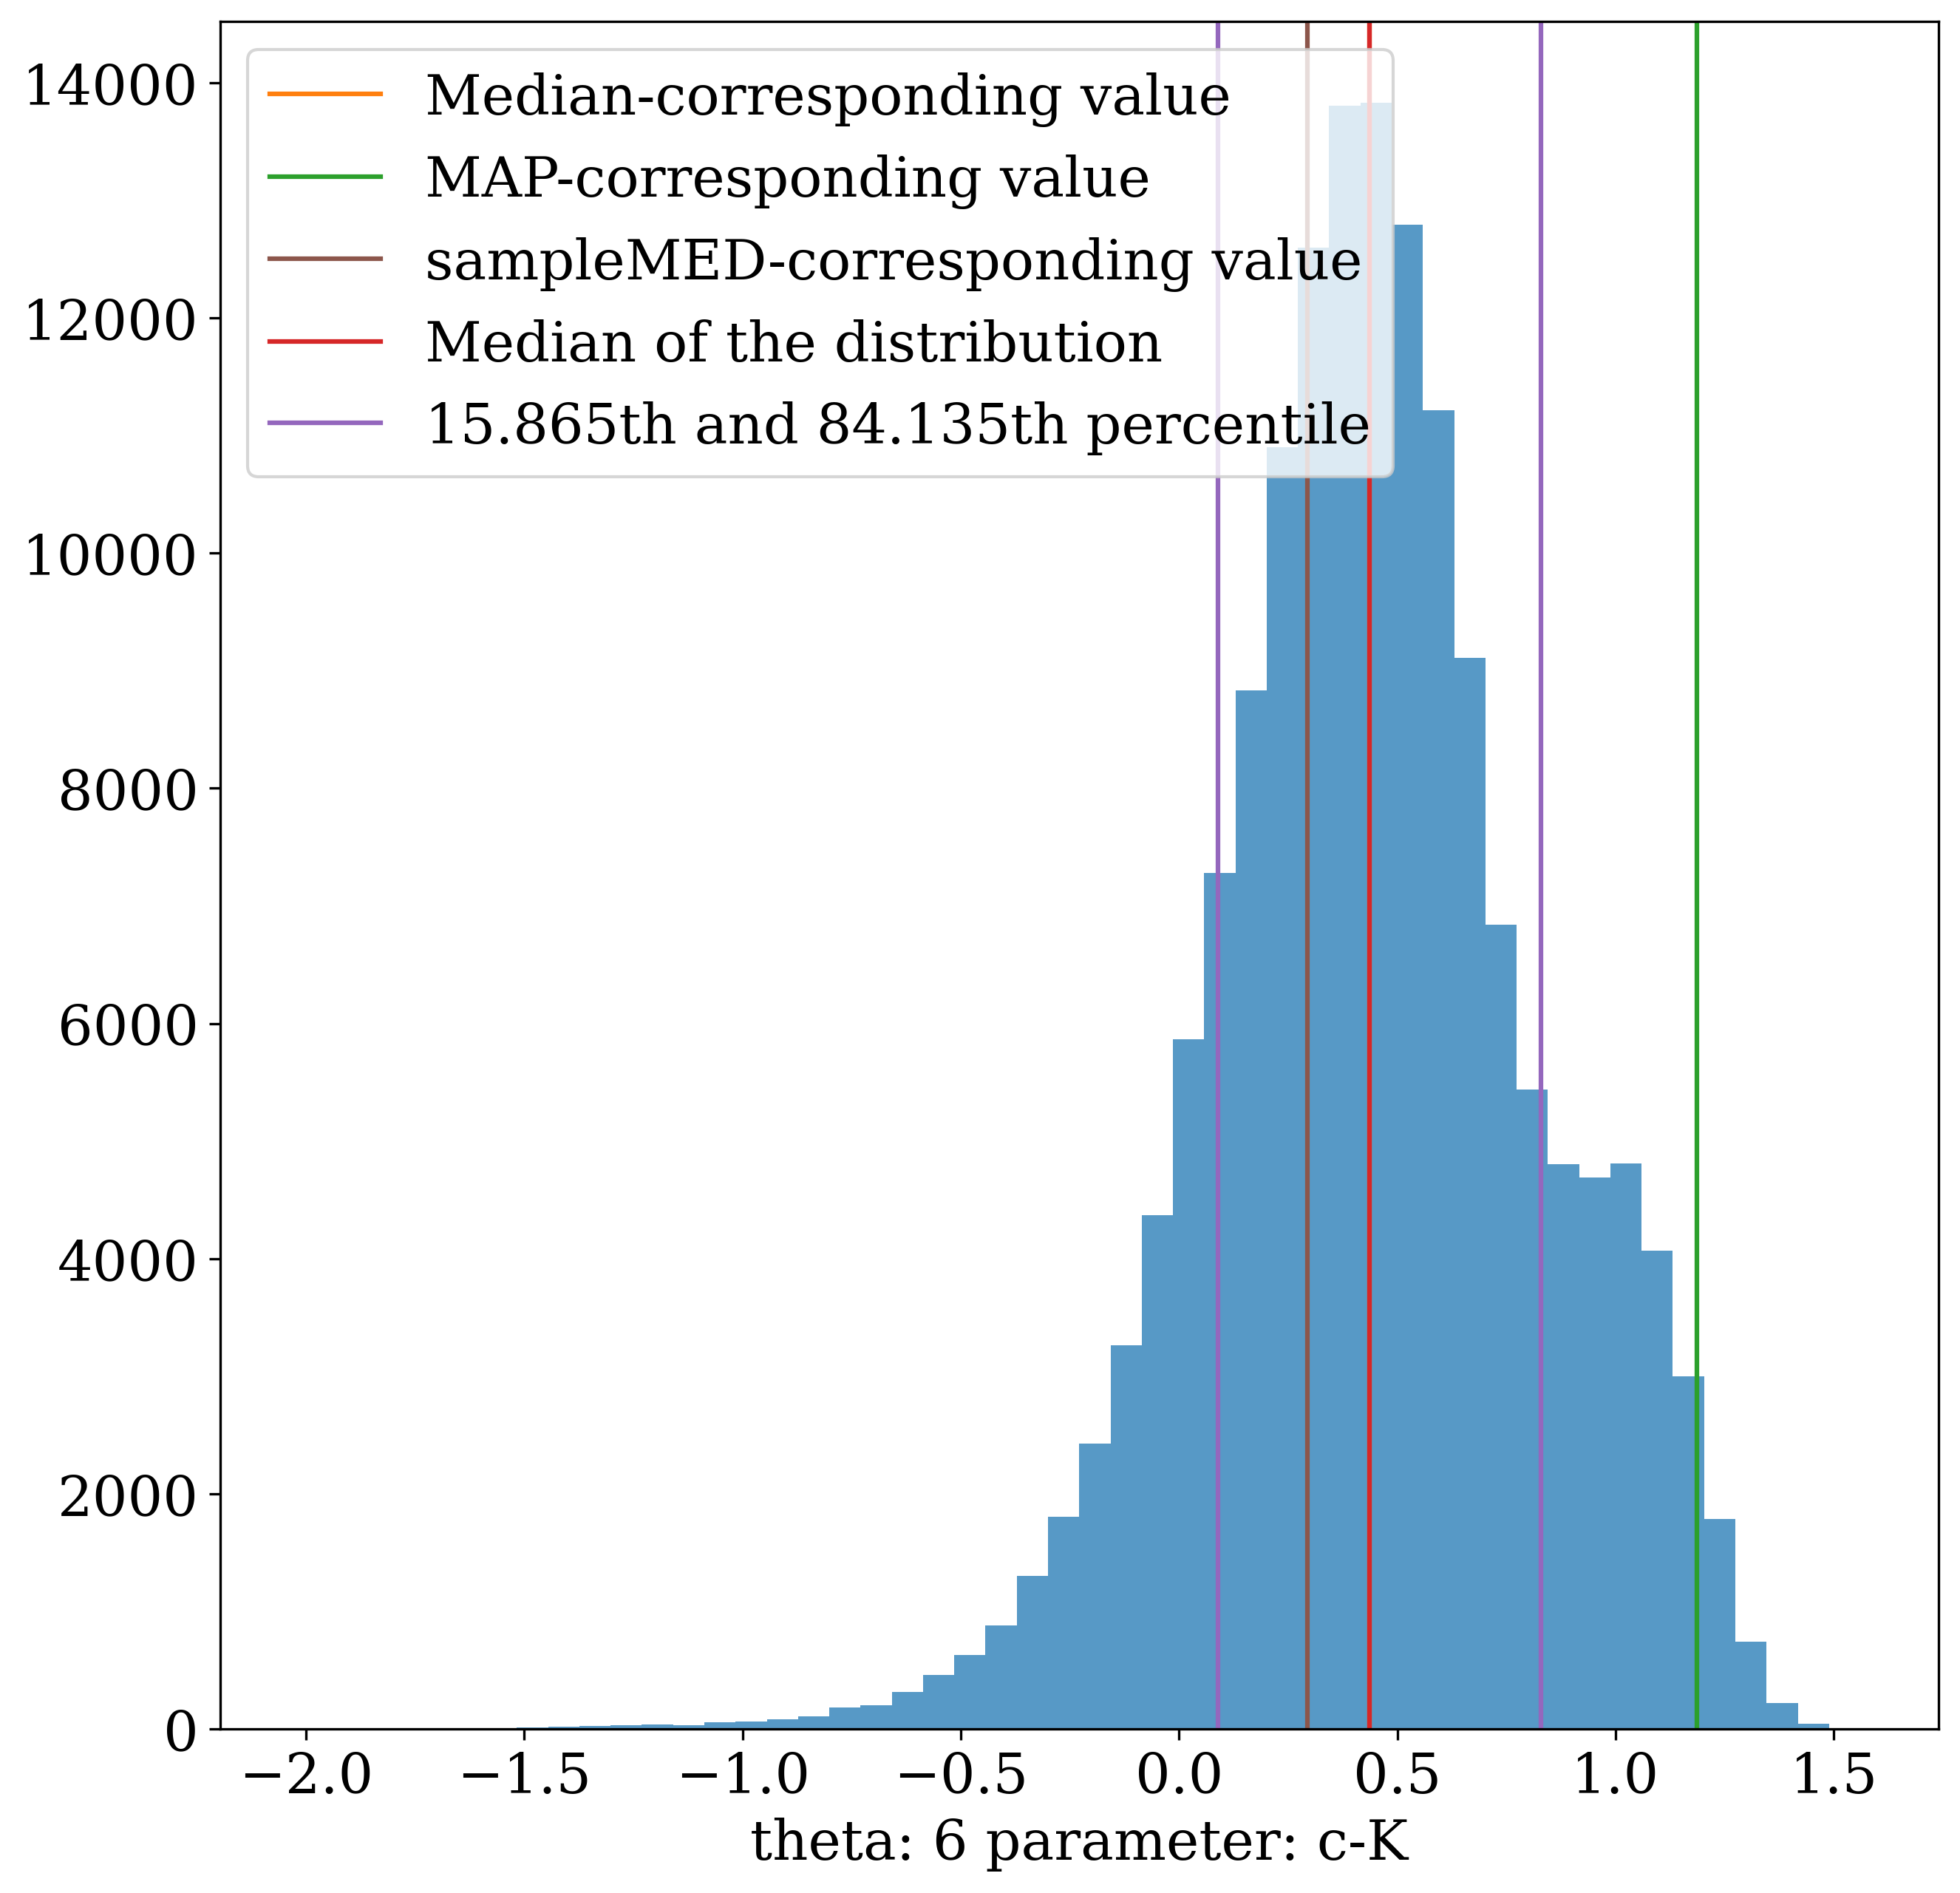 14000
12000
10000
8000
6000
4000
2000
0
Median-corresponding value
MAP-corresponding value
sampleMED-corresponding value
Median of the distribution
15.865th and 84.135th percentile
−2.0 −1.5 −1.0 −0.5 0.0 0.5 1.0 1.5
theta: 6 parameter: c-K